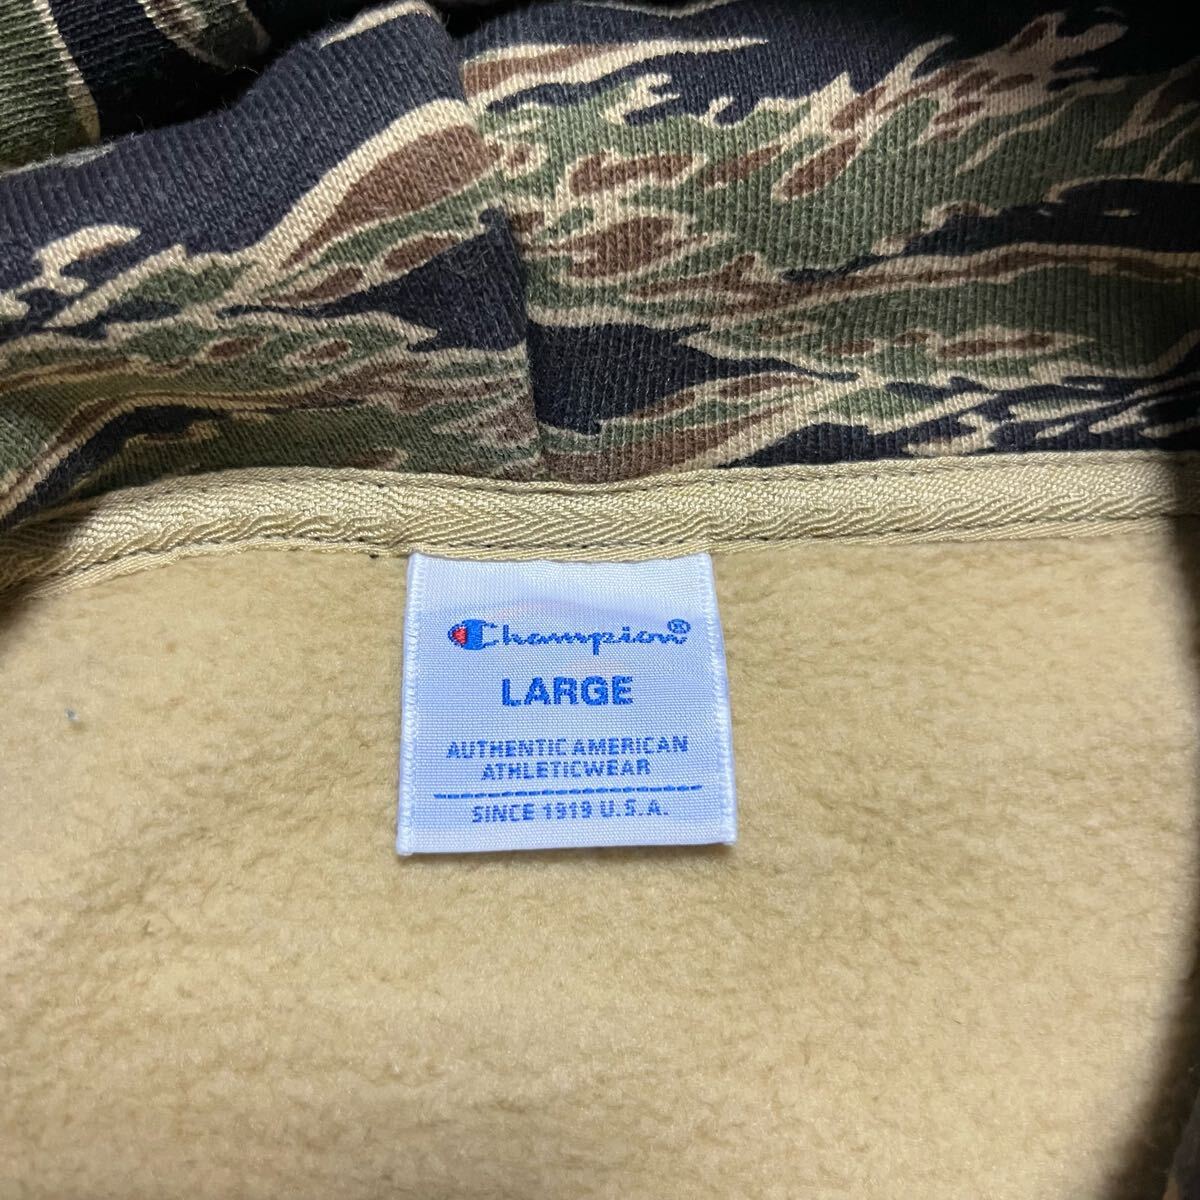 Champion®
LARGE
AUTHENTIC AMERICAN
ATHLETICWEAR
SINCE 1919 U.S.A.